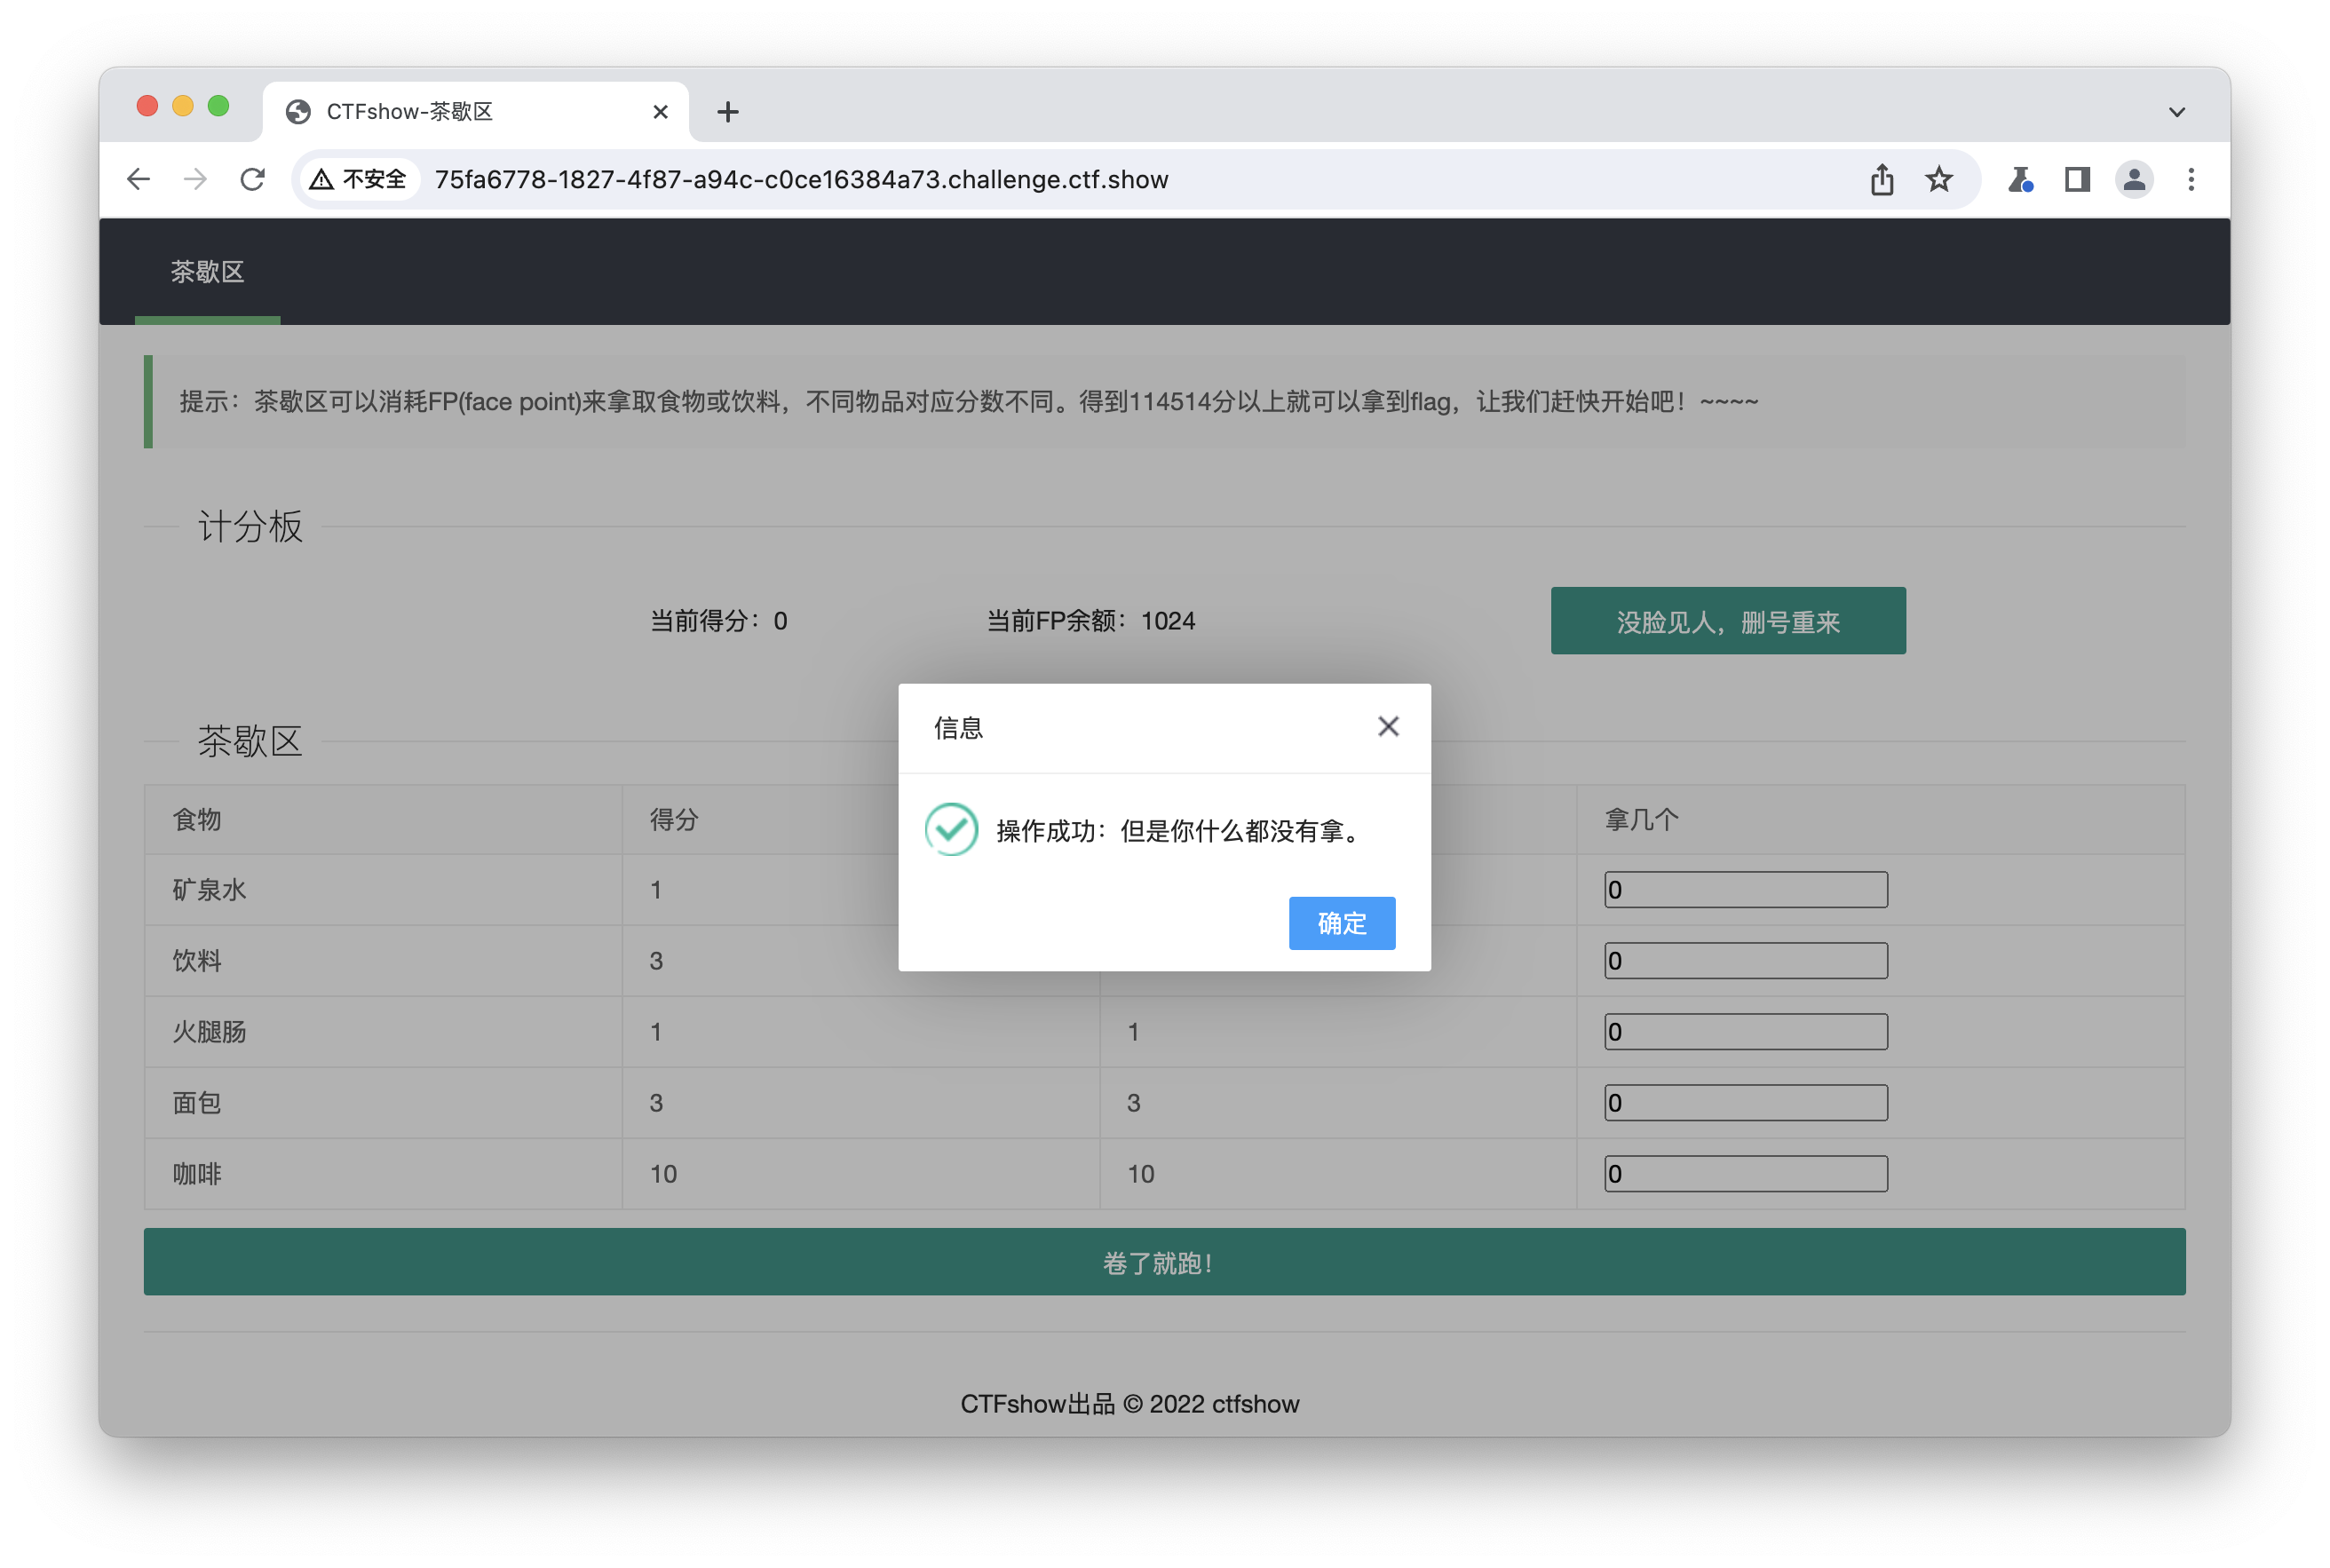 CTFshow-茶歇区
不安全 75fa6778-1827-4f87-a94c-c0ce16384a73.challenge.ctf.show
茶歇区
提示：茶歇区可以消耗FP(face point)来拿取食物或饮料，不同物品对应分数不同。得到114514分以上就可以拿到flag，让我们赶快开始吧！~~~~
计分板
当前得分：0 当前FP余额：1024 没脸见人，删号重来
信息
茶歇区
操作成功：但是你什么都没有拿。
确定
食物 得分 拿几个
矿泉水 1 0
饮料 3 0
火腿肠 1 1 0
面包 3 3 0
咖啡 10 10 0
卷了就跑！
CTFshow出品 © 2022 ctfshow